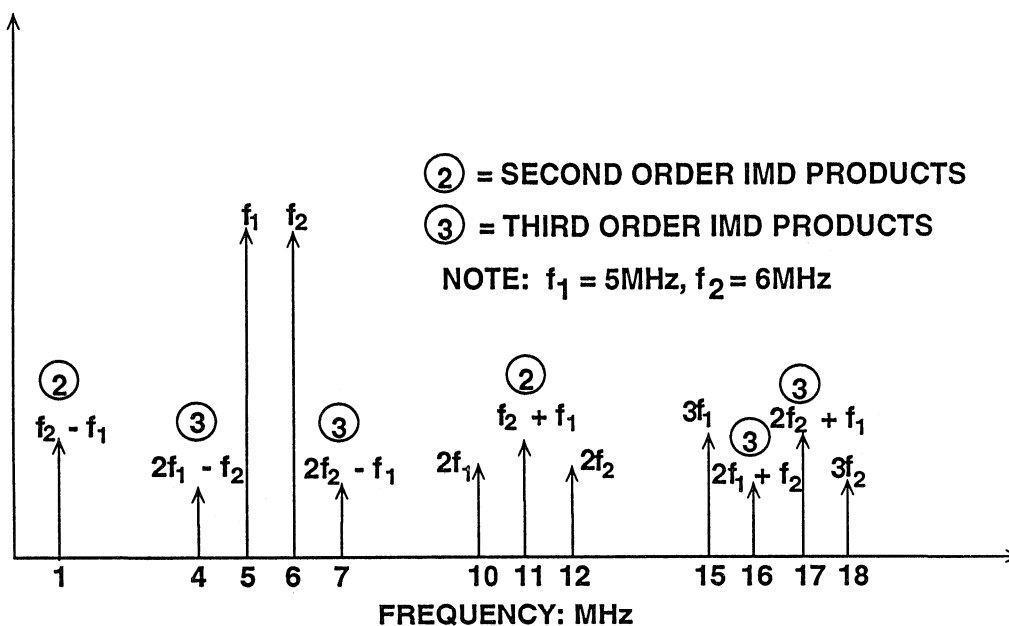 ② = SECOND ORDER IMD PRODUCTS
③ = THIRD ORDER IMD PRODUCTS
NOTE: f₁ = 5MHz, f₂ = 6MHz
f₁ f₂
②
f₂ - f₁
③
2f₁ - f₂
③
2f₂ - f₁
2f₁
②
f₂ + f₁
2f₂
3f₁
③
2f₁ + f₂
③
2f₂ + f₁
3f₂
1 4 5 6 7 10 11 12 15 16 17 18
FREQUENCY: MHz